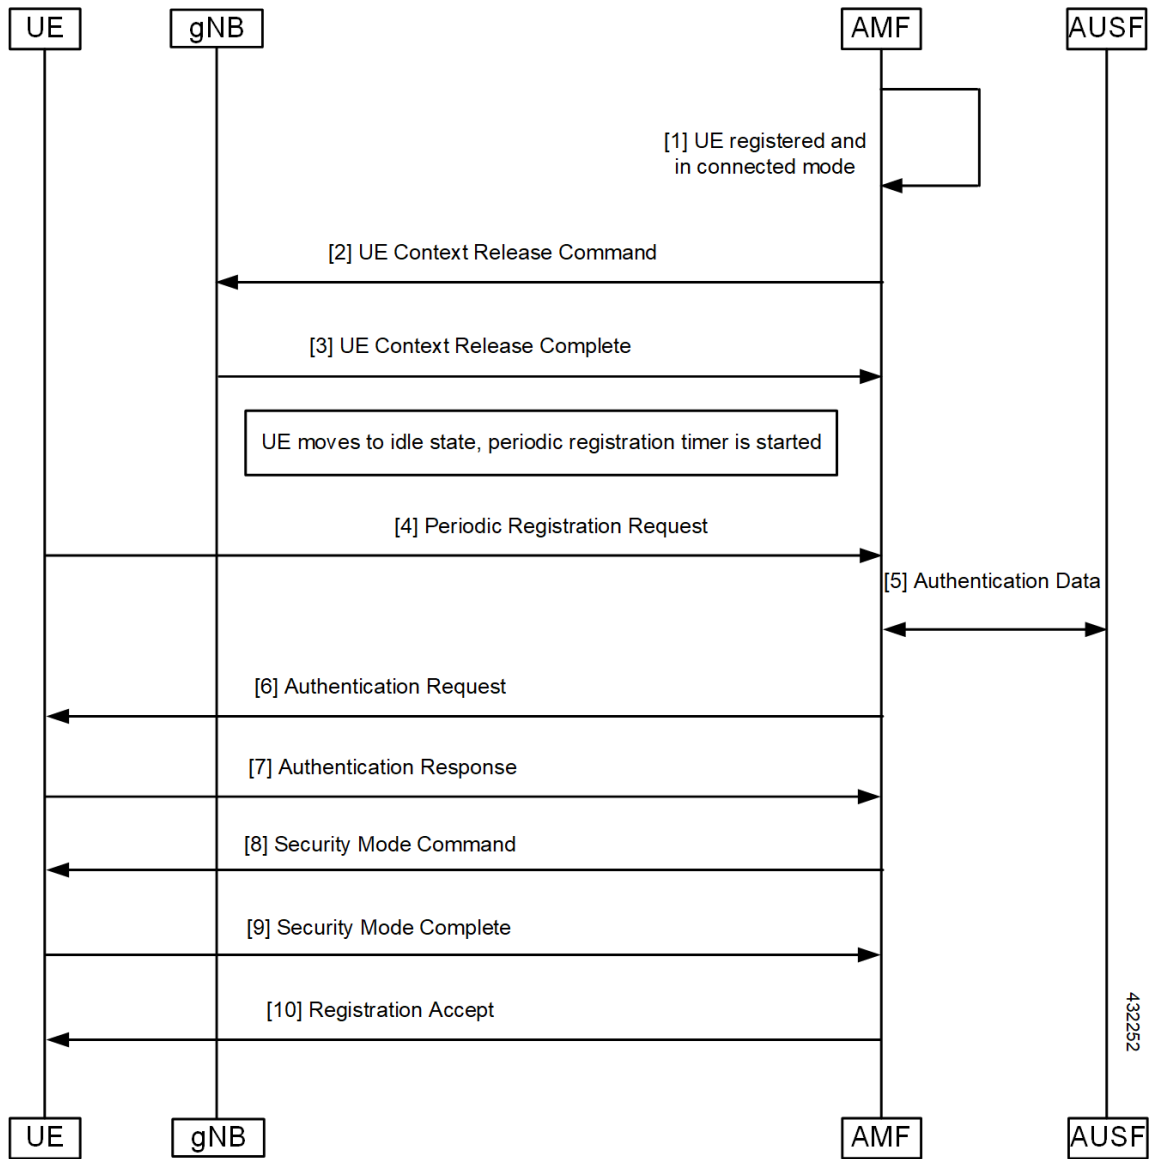 UE
gNB
AMF
AUSF
[1] UE registered and
in connected mode
[2] UE Context Release Command
[3] UE Context Release Complete
UE moves to idle state, periodic registration timer is started
[4] Periodic Registration Request
[5] Authentication Data
[6] Authentication Request
[7] Authentication Response
[8] Security Mode Command
[9] Security Mode Complete
[10] Registration Accept
432252
UE
gNB
AMF
AUSF